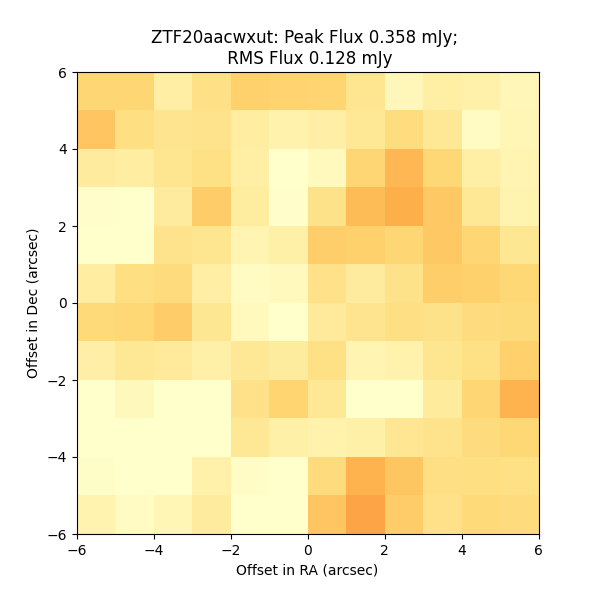 ZTF20aacwxut: Peak Flux 0.358 mJy;
RMS Flux 0.128 mJy
6
4
2
0
−2
−4
−6
Offset in Dec (arcsec)
−6 −4 −2 0 2 4 6
Offset in RA (arcsec)